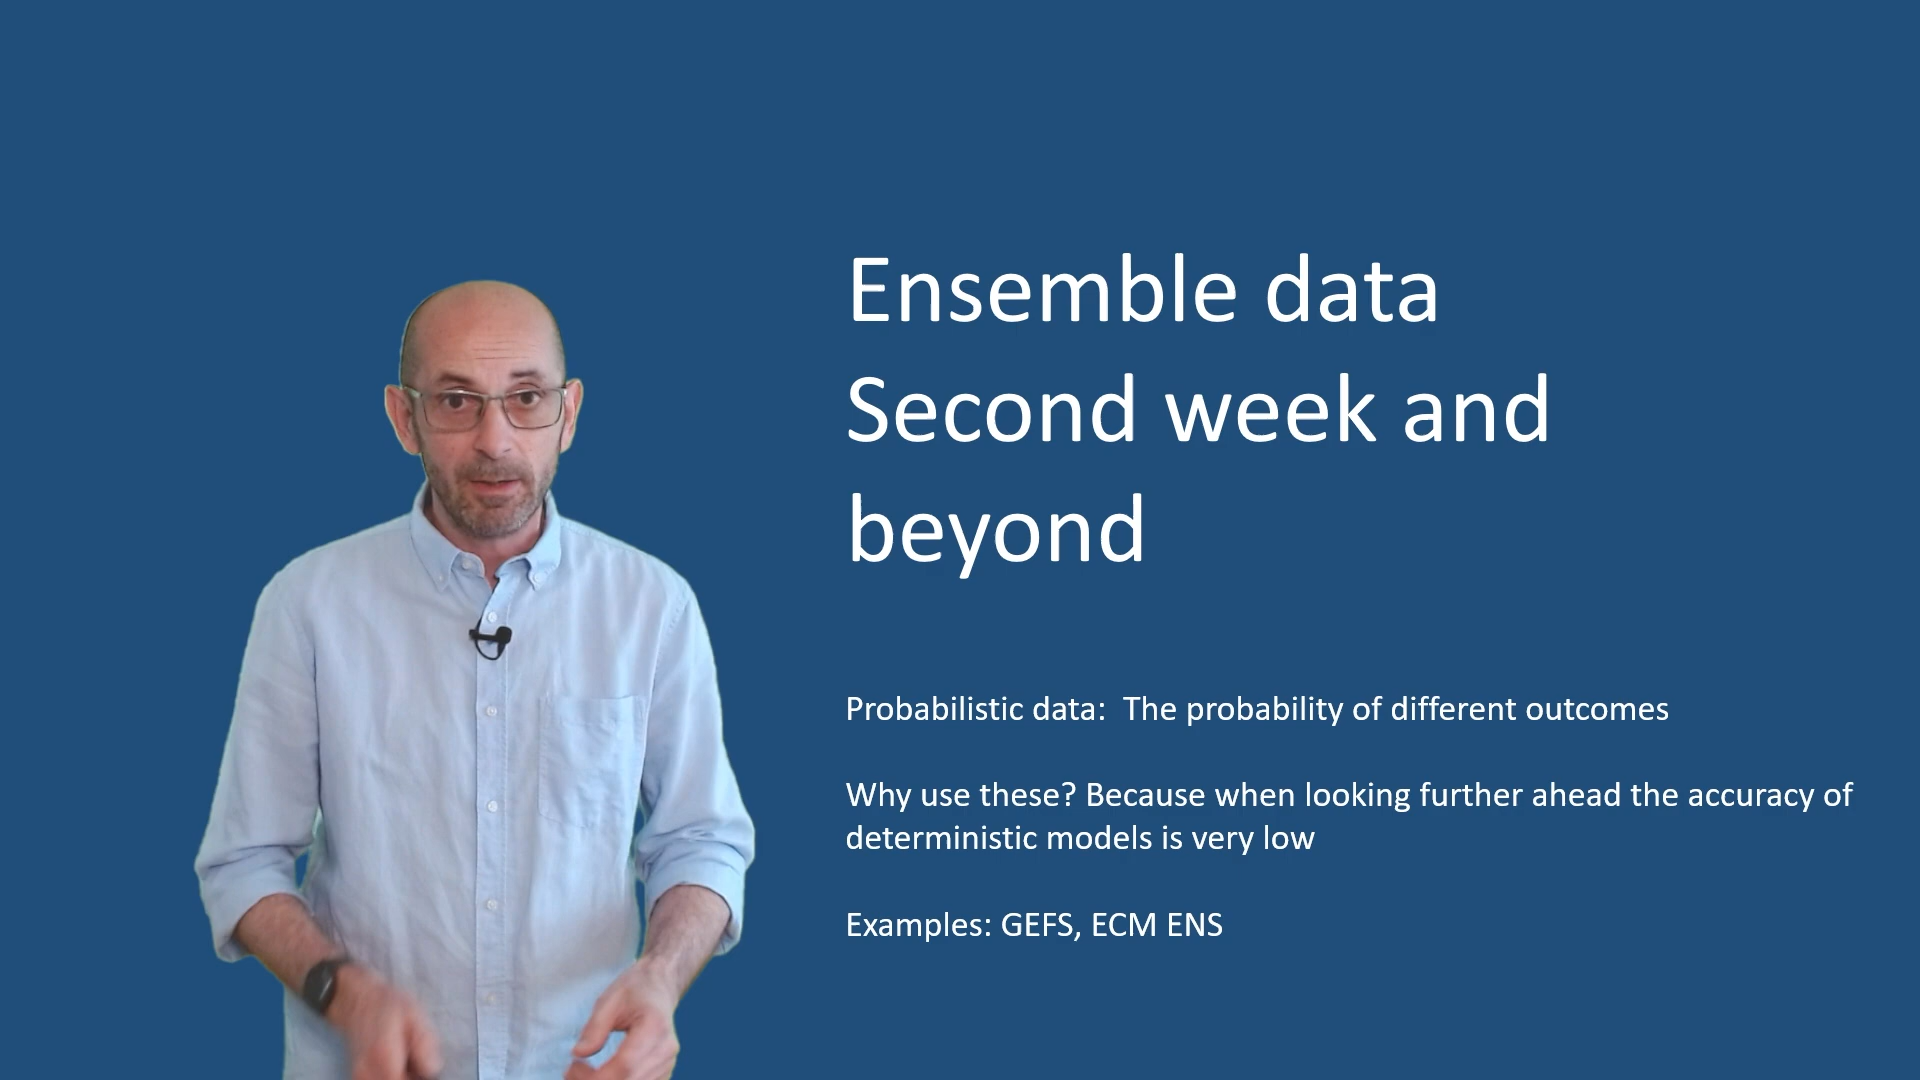 Ensemble data
Second week and
beyond
Probabilistic data:  The probability of different outcomes
Why use these? Because when looking further ahead the accuracy of
deterministic models is very low
Examples: GEFS, ECM ENS